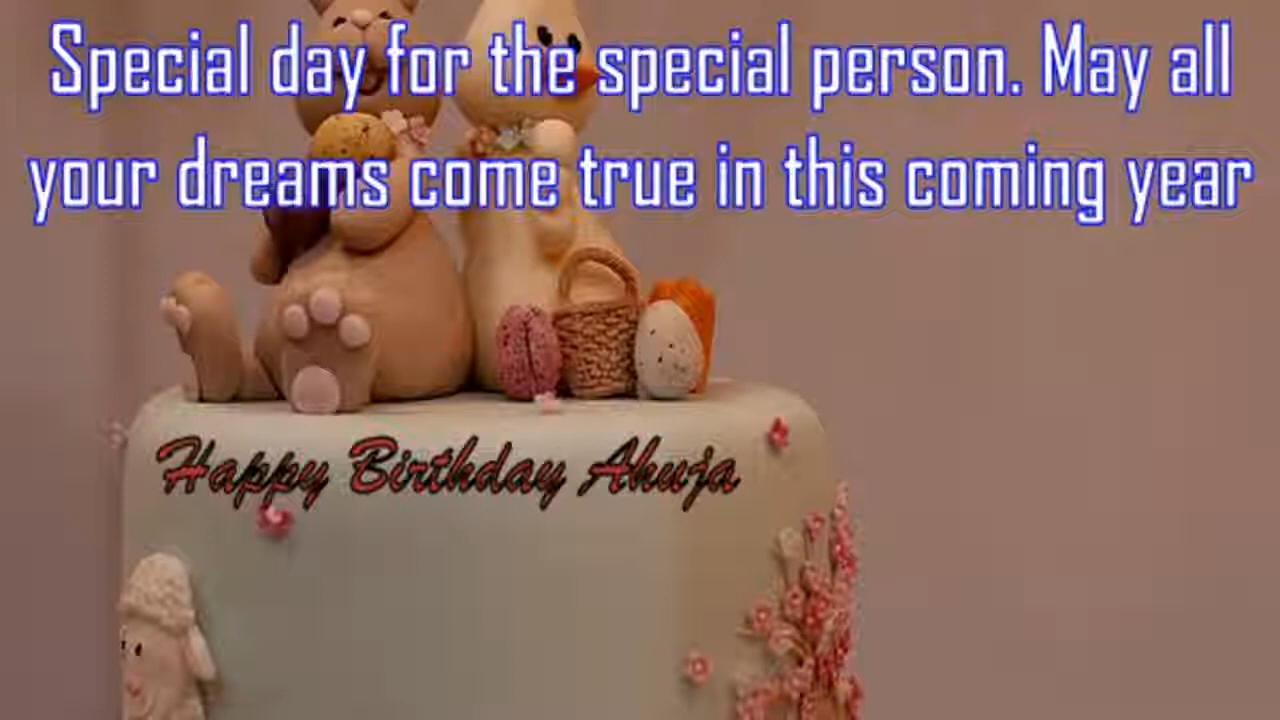 Special day for the special person. May all
your dreams come true in this coming year
Happy Birthday Ahuja